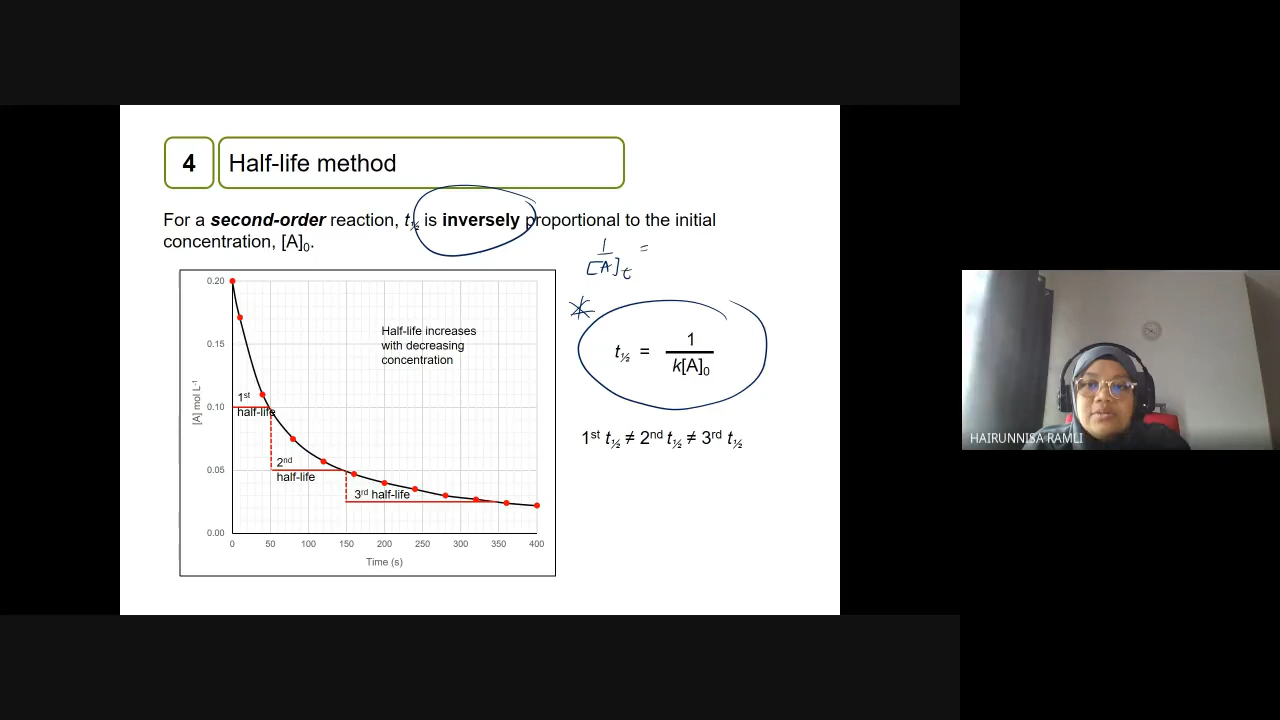 4 Half-life method
For a second-order reaction, t½ is inversely proportional to the initial
concentration, [A]0.
1/[A]t =
0.20
0.15
0.10
0.05
0.00
[A] mol L-1
Half-life increases
with decreasing
concentration
1st
half-life
2nd
half-life
3rd half-life
0 50 100 150 200 250 300 350 400
Time (s)
*
t½ = 1
k[A]0
1st t½ ≠ 2nd t½ ≠ 3rd t½
HAIRUNNISA RAMLI